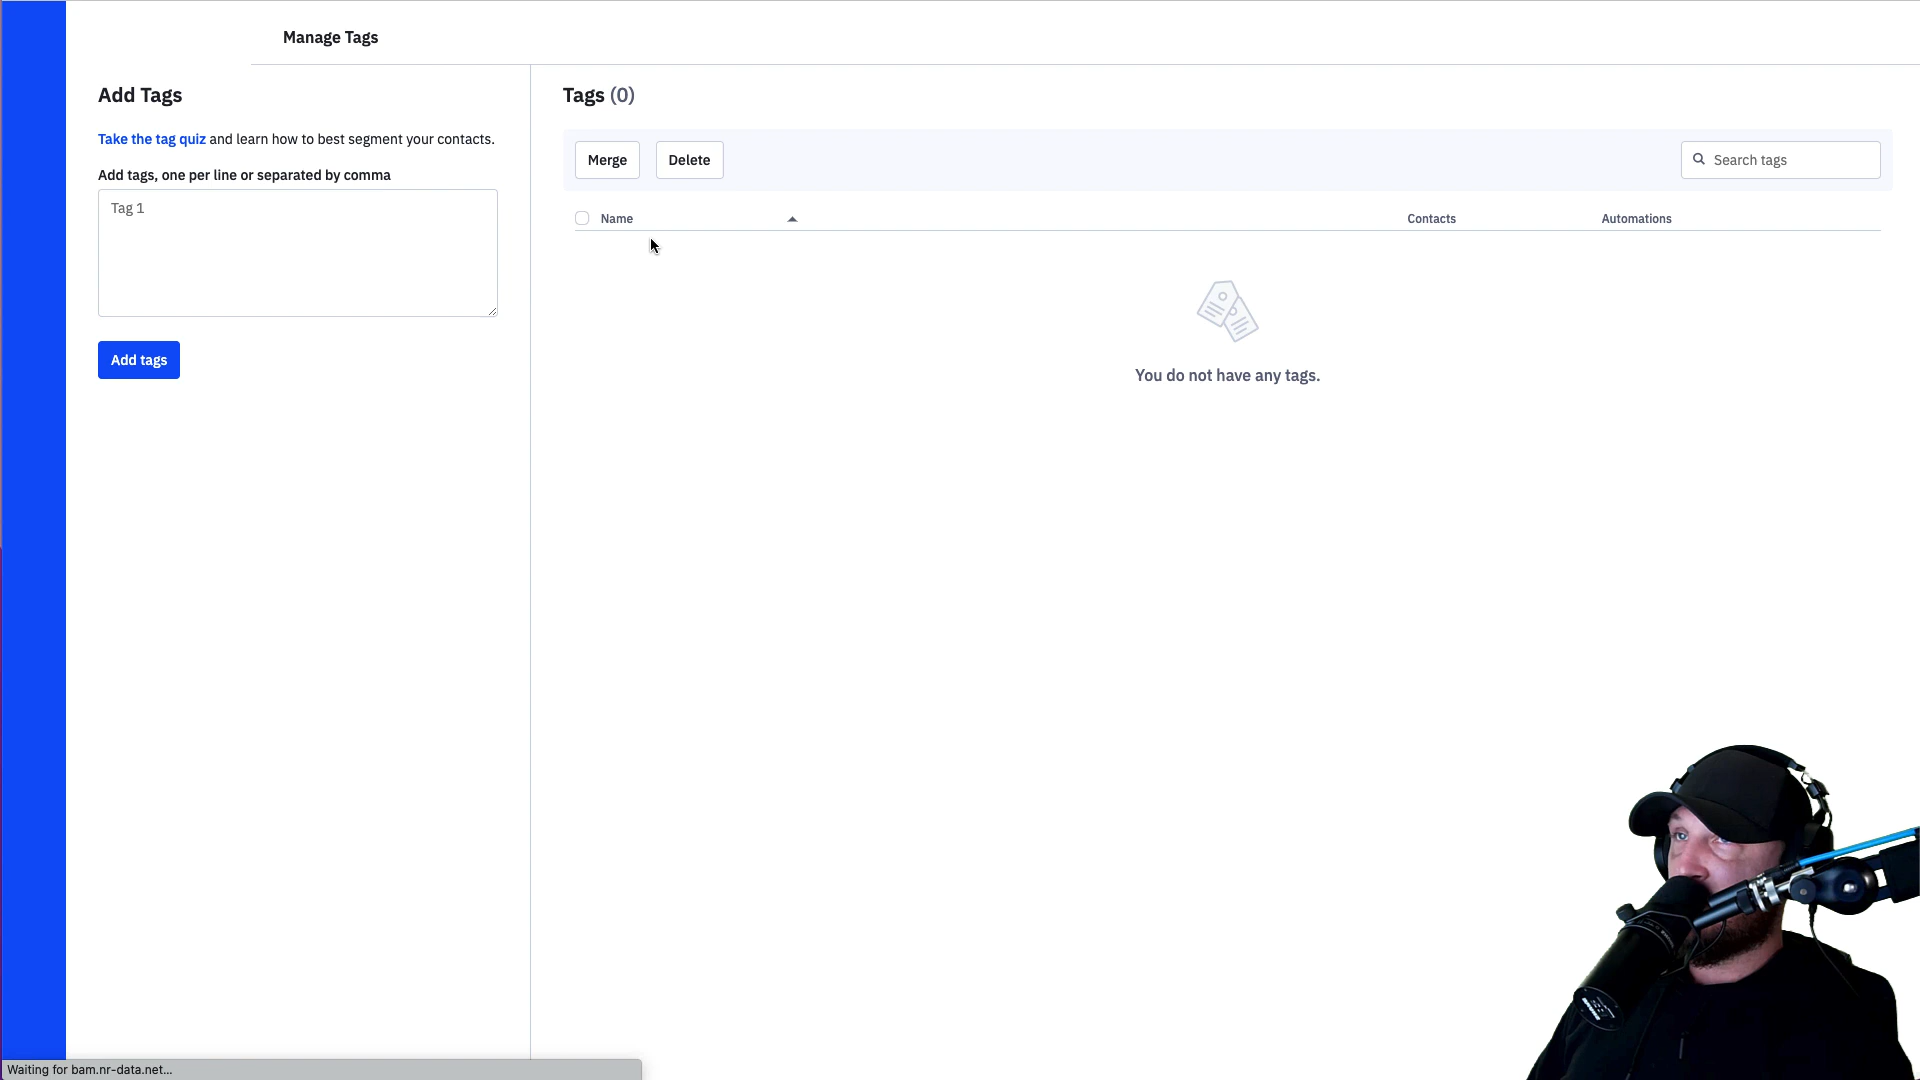 Manage Tags
Add Tags
Take the tag quiz and learn how to best segment your contacts.
Add tags, one per line or separated by comma
Tag 1
Add tags
Tags (0)
Merge
Delete
Search tags
Name
Contacts
Automations
You do not have any tags.
Waiting for bam.nr-data.net...